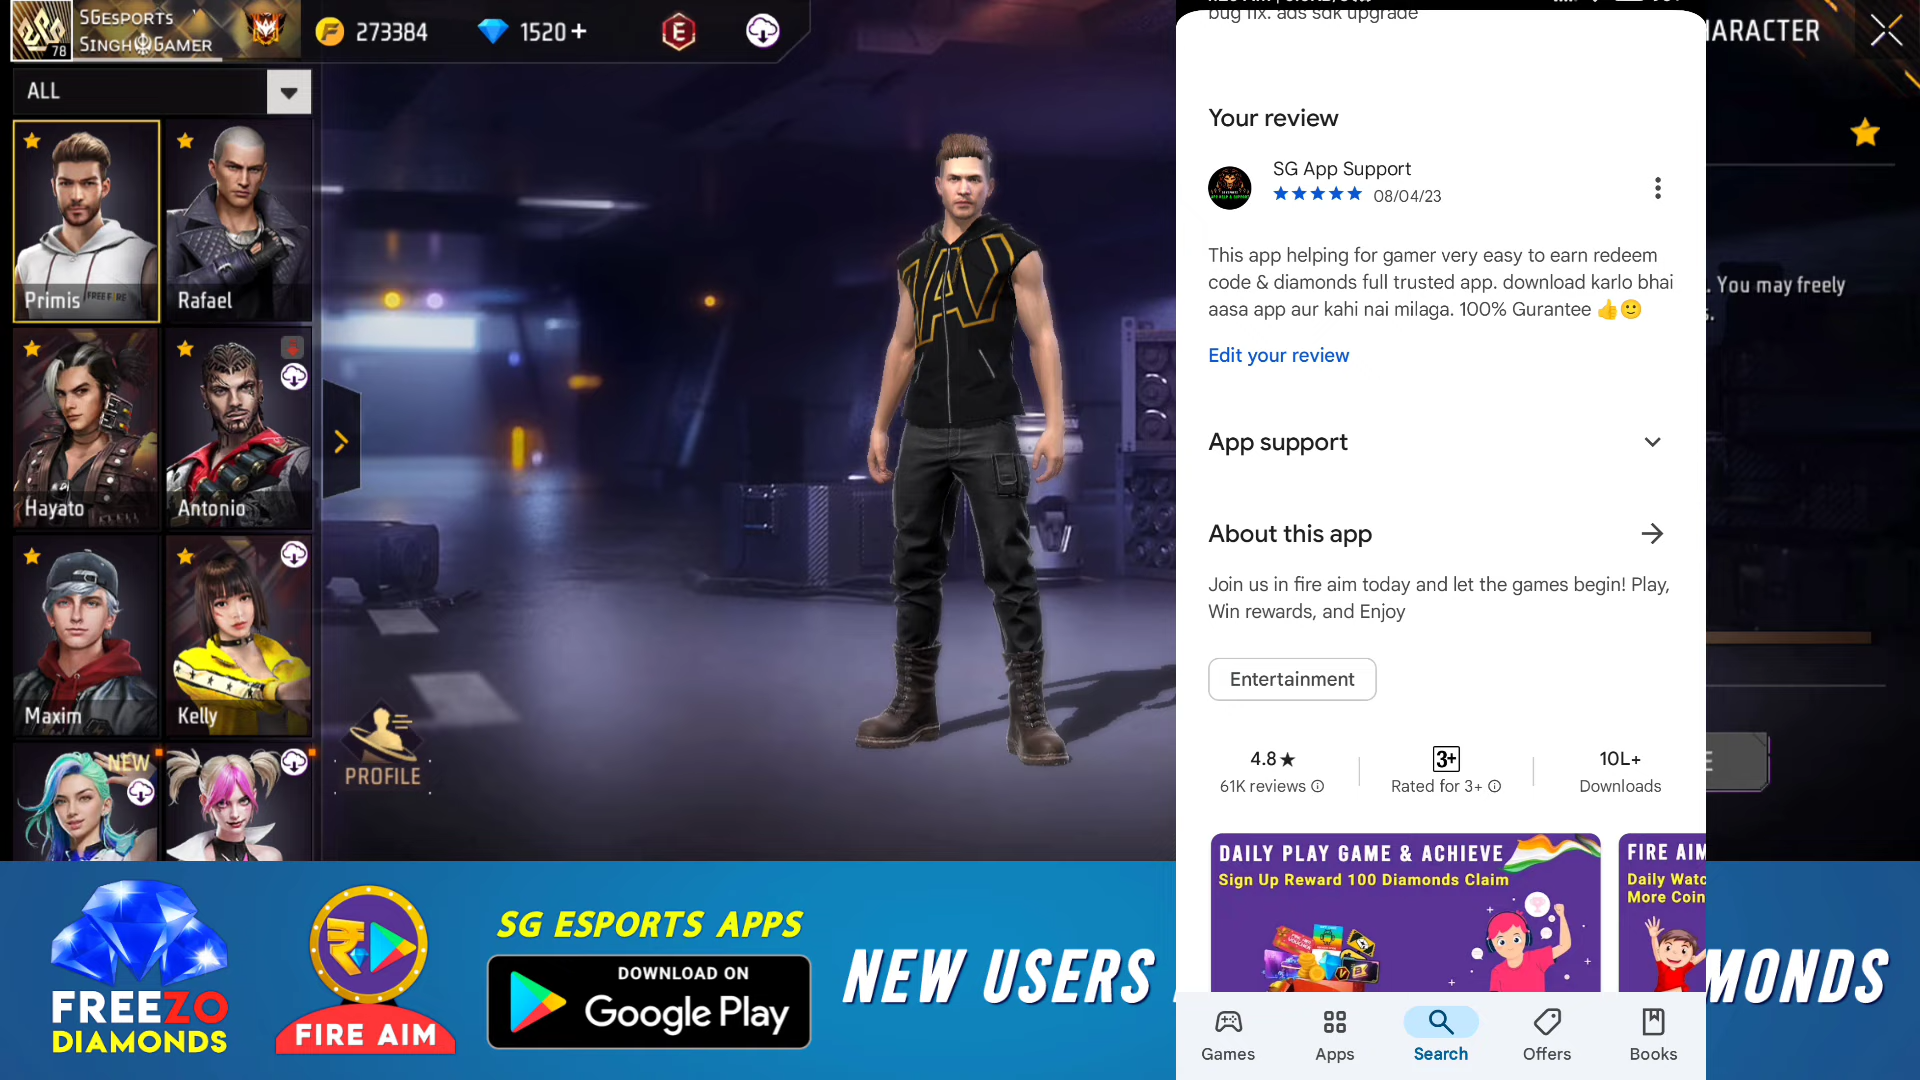 SGESPORTS
SINGH GAMER
78
273384
1520+
E
ALL
Primis
Rafael
Hayato
Antonio
Maxim
Kelly
NEW
PROFILE
bug fix. ads sdk upgrade
Your review
SG App Support
08/04/23
This app helping for gamer very easy to earn redeem
code & diamonds full trusted app. download karlo bhai
aasa app aur kahi nai milaga. 100% Gurantee 👍🙂
Edit your review
App support
About this app
Join us in fire aim today and let the games begin! Play,
Win rewards, and Enjoy
Entertainment
4.8★
61K reviews
3+
Rated for 3+
10L+
Downloads
DAILY PLAY GAME & ACHIEVE
Sign Up Reward 100 Diamonds Claim
FIRE AIM
Daily Watc
More Coin
Games
Apps
Search
Offers
Books
ARACTER
. You may freely
FREEZO
DIAMONDS
FIRE AIM
SG ESPORTS APPS
DOWNLOAD ON
Google Play
NEW USERS
MONDS